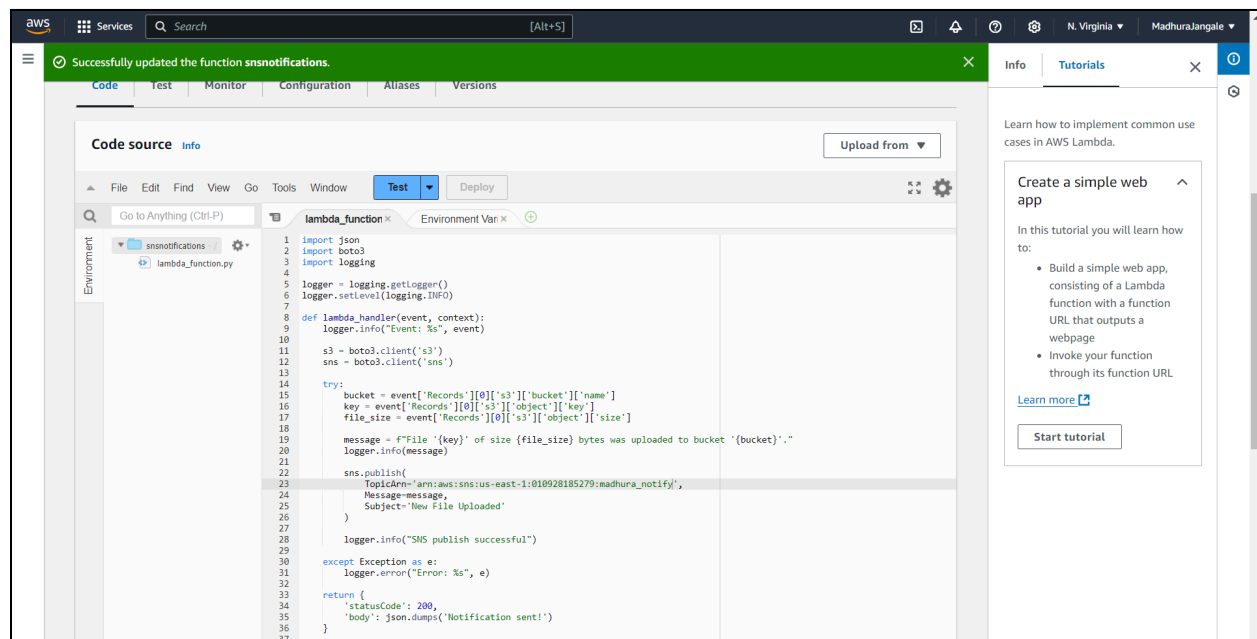 aws
Services
Search
[Alt+S]
N. Virginia ▼
MadhuraJangale ▼
Successfully updated the function snsnotifications.
Code
Test
Monitor
Configuration
Aliases
Versions
Code source Info
Upload from ▼
File Edit Find View Go Tools Window
Test
Deploy
Go to Anything (Ctrl-P)
lambda_function ×
Environment Vari ×
Environment
snsnotifications - /
lambda_function.py
1 import json
2 import boto3
3 import logging
4
5 logger = logging.getLogger()
6 logger.setLevel(logging.INFO)
7
8 def lambda_handler(event, context):
9     logger.info("Event: %s", event)
10
11     s3 = boto3.client('s3')
12     sns = boto3.client('sns')
13
14     try:
15         bucket = event['Records'][0]['s3']['bucket']['name']
16         key = event['Records'][0]['s3']['object']['key']
17         file_size = event['Records'][0]['s3']['object']['size']
18
19         message = f"File '{key}' of size {file_size} bytes was uploaded to bucket '{bucket}'."
20         logger.info(message)
21
22         sns.publish(
23             TopicArn='arn:aws:sns:us-east-1:010928185279:madhura_notify',
24             Message=message,
25             Subject='New File Uploaded'
26         )
27
28         logger.info("SNS publish successful")
29
30     except Exception as e:
31         logger.error("Error: %s", e)
32
33     return {
34         'statusCode': 200,
35         'body': json.dumps('Notification sent!')
36     }
37
Info
Tutorials
Learn how to implement common use
cases in AWS Lambda.
Create a simple web
app
In this tutorial you will learn how
to:
• Build a simple web app,
consisting of a Lambda
function with a function
URL that outputs a
webpage
• Invoke your function
through its function URL
Learn more
Start tutorial